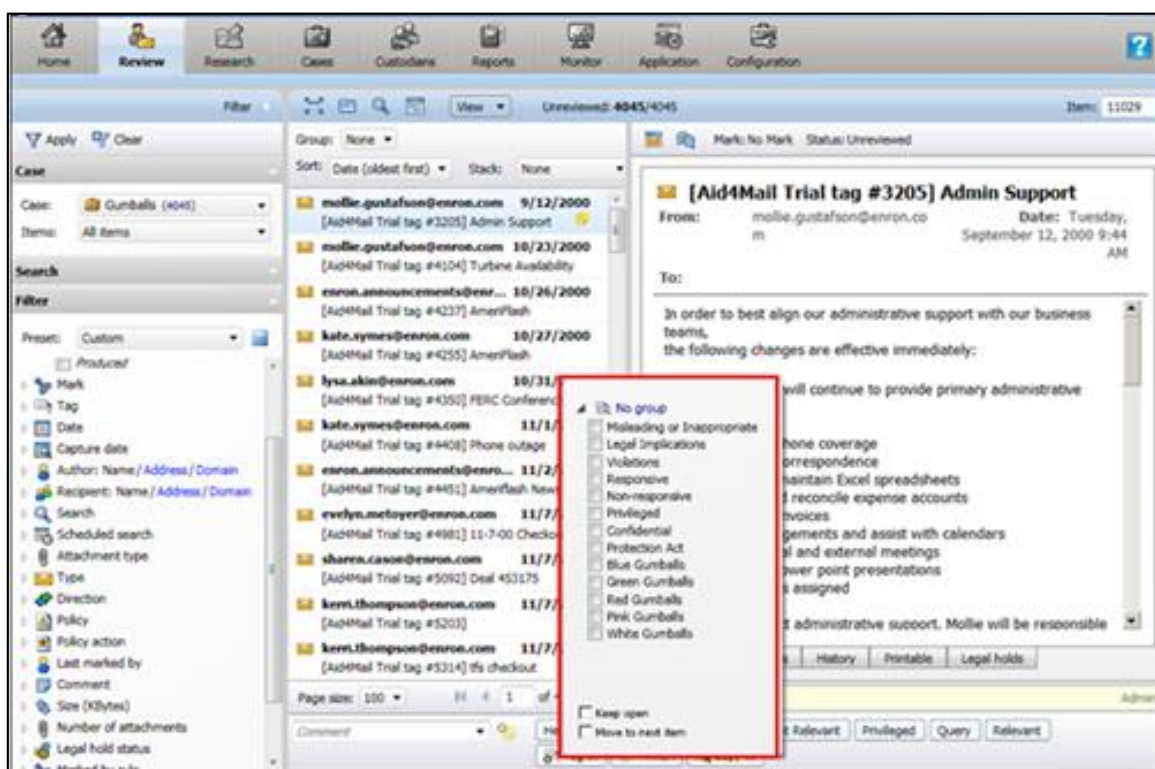 Home Review Research Cases Custodians Reports Monitor Application Configuration
Filter
View Unreviewed: 4045/4045 Item: 11029
Apply Clear
Case
Case: Gumballs (4045)
Items: All items
Search
Filter
Preset: Custom
Produced
Mark
Tag
Date
Capture date
Author: Name / Address / Domain
Recipient: Name / Address / Domain
Search
Scheduled search
Attachment type
Type
Direction
Policy
Policy action
Last marked by
Comment
Size (KBytes)
Number of attachments
Legal hold status
Marked by rule
Group: None
Sort: Date (oldest first) Stack: None
mollie.gustafson@enron.com 9/12/2000
[Aid4Mail Trial tag #3205] Admin Support
mollie.gustafson@enron.com 10/23/2000
[Aid4Mail Trial tag #4104] Turbine Availability
enron.announcements@enr... 10/26/2000
[Aid4Mail Trial tag #4237] Ameriflash
kate.symes@enron.com 10/27/2000
[Aid4Mail Trial tag #4255] Ameriflash
lysa.akin@enron.com 10/31/
[Aid4Mail Trial tag #4350] FERC Conferenc
kate.symes@enron.com 11/1/
[Aid4Mail Trial tag #4408] Phone outage
enron.announcements@enro... 11/2/
[Aid4Mail Trial tag #4451] Ameriflash News
evelyn.metoyer@enron.com 11/7/
[Aid4Mail Trial tag #4981] 11-7-00 Checko
sharen.cason@enron.com 11/7/
[Aid4Mail Trial tag #5092] Deal 453175
kerri.thompson@enron.com 11/7/
[Aid4Mail Trial tag #5203]
kerri.thompson@enron.com 11/7/
[Aid4Mail Trial tag #5314] tfs checkout
Page size: 100 1 of
Comment
No group
Misleading or Inappropriate
Legal Implications
Violations
Responsive
Non-responsive
Privileged
Confidential
Protection Act
Blue Gumballs
Green Gumballs
Red Gumballs
Pink Gumballs
White Gumballs
Keep open
Move to next item
Mark: No Mark Status: Unreviewed
[Aid4Mail Trial tag #3205] Admin Support
From: mollie.gustafson@enron.co Date: Tuesday,
m September 12, 2000 9:44
AM
To:
In order to best align our administrative support with our business
teams,
the following changes are effective immediately:
will continue to provide primary administrative
hone coverage
orrespondence
aintain Excel spreadsheets
reconcile expense accounts
nvoices
gements and assist with calendars
al and external meetings
ower point presentations
s assigned
t administrative support. Mollie will be responsible
History Printable Legal holds
Relevant Privileged Query Relevant